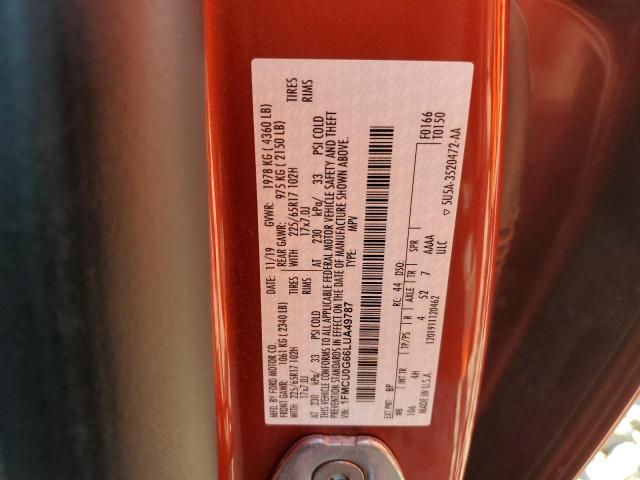 MFD. BY FORD MOTOR CO.
DATE: 11/19 GVWR: 1978 KG ( 4360 LB)
FRONT GAWR: 1061 KG ( 2340 LB) REAR GAWR: 975 KG ( 2150 LB)
WITH 225/65R17 102H TIRES WITH 225/65R17 102H TIRES
17x7.0J RIMS 17x7.0J RIMS
AT 230 kPa/ 33 PSI COLD AT 230 kPa/ 33 PSI COLD
THIS VEHICLE CONFORMS TO ALL APPLICABLE FEDERAL MOTOR VEHICLE SAFETY AND THEFT
PREVENTION STANDARDS IN EFFECT ON THE DATE OF MANUFACTURE SHOWN ABOVE.
VIN: 1FMCU0G66LUA49787 TYPE: MPV
F0166
T0150
EXT PNT: BP RC: 44 DSO:
WB INT TR TP/PS R AXLE TR SPR
106 4H 4 52 7 AAAA
ULC
MADE IN U.S.A. 1201911120462
5U5A-3520472-AA